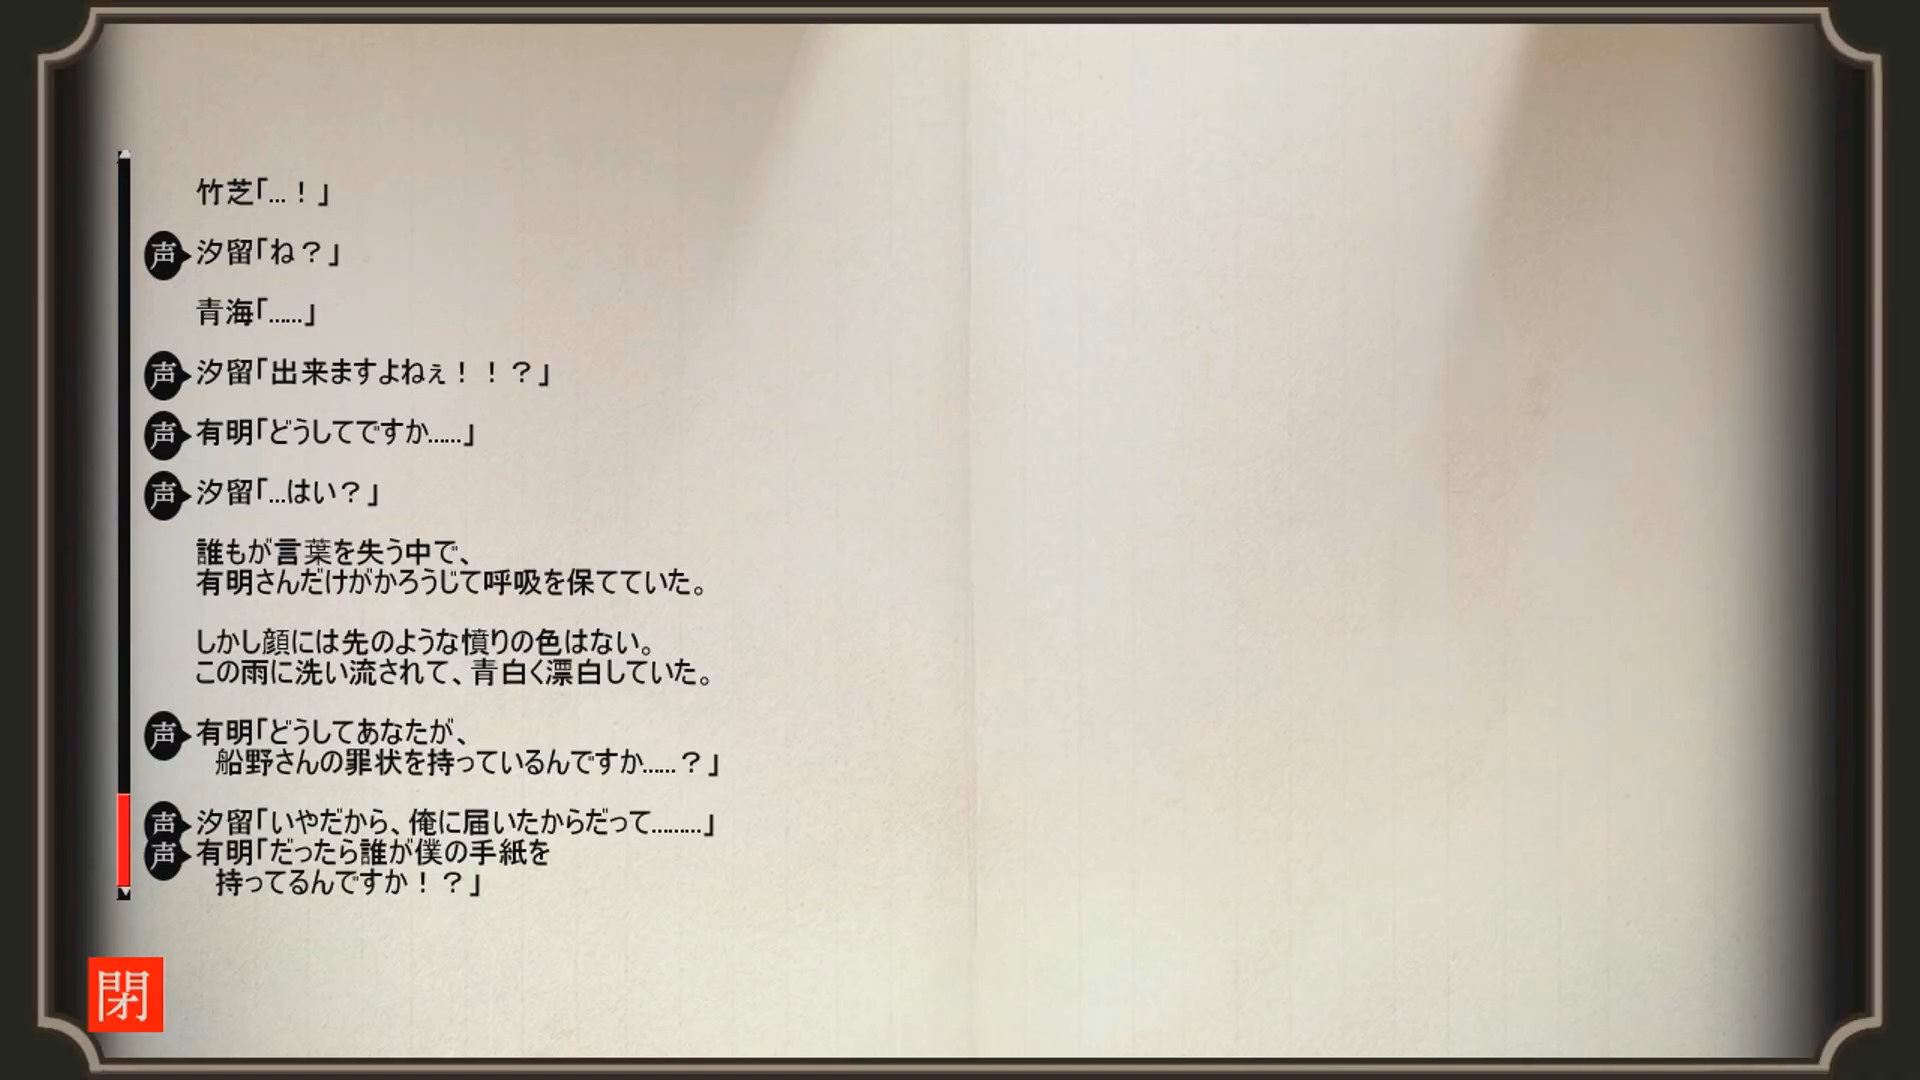 竹芝「…！」
声 汐留「ね？」
青海「……」
声 汐留「出来ますよねぇ！！？」
声 有明「どうしてですか……」
声 汐留「…はい？」
誰もが言葉を失う中で、
有明さんだけがかろうじて呼吸を保てていた。
しかし顔には先のような憤りの色はない。
この雨に洗い流されて、青白く漂白していた。
声 有明「どうしてあなたが、
船野さんの罪状を持っているんですか……？」
声 汐留「いやだから、俺に届いたからだって………」
声 有明「だったら誰が僕の手紙を
持ってるんですか！？」
閉